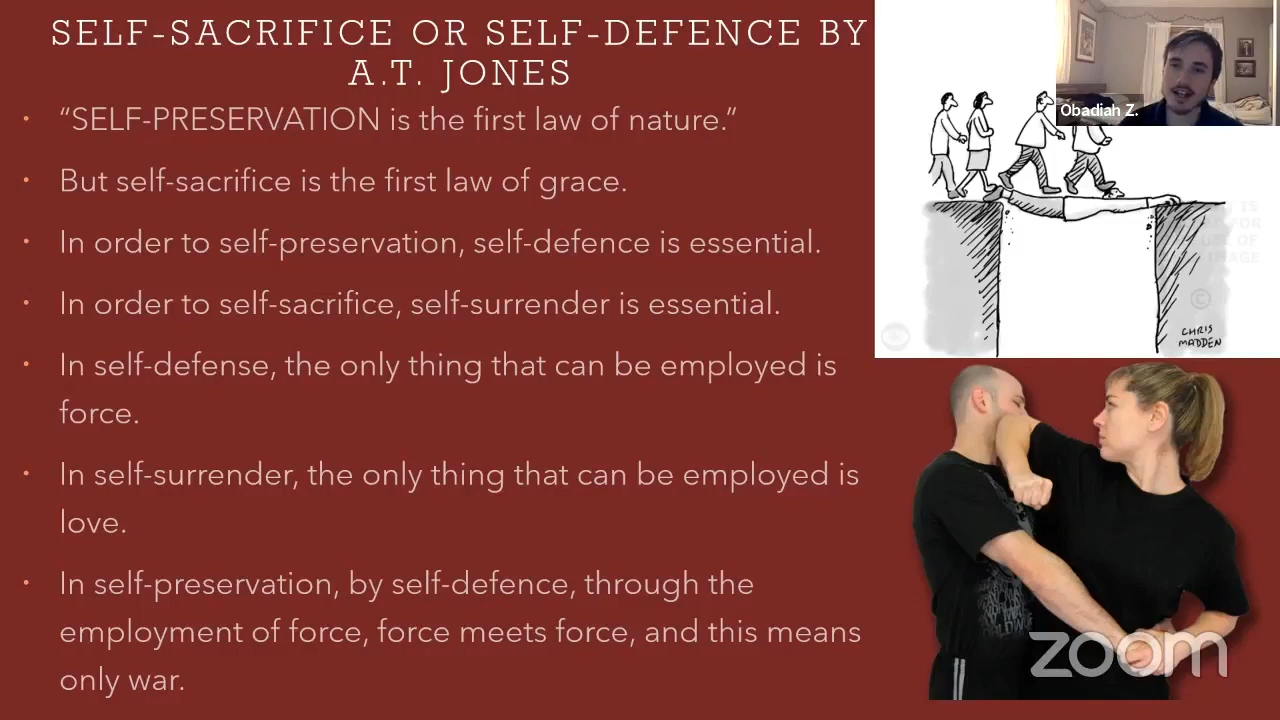 SELF-SACRIFICE OR SELF-DEFENCE BY
A.T. JONES
• “SELF-PRESERVATION is the first law of nature.”
• But self-sacrifice is the first law of grace.
• In order to self-preservation, self-defence is essential.
• In order to self-sacrifice, self-surrender is essential.
• In self-defense, the only thing that can be employed is
force.
• In self-surrender, the only thing that can be employed is
love.
• In self-preservation, by self-defence, through the
employment of force, force meets force, and this means
only war.
Obadiah Z.
CHRIS
MADDEN
zoom